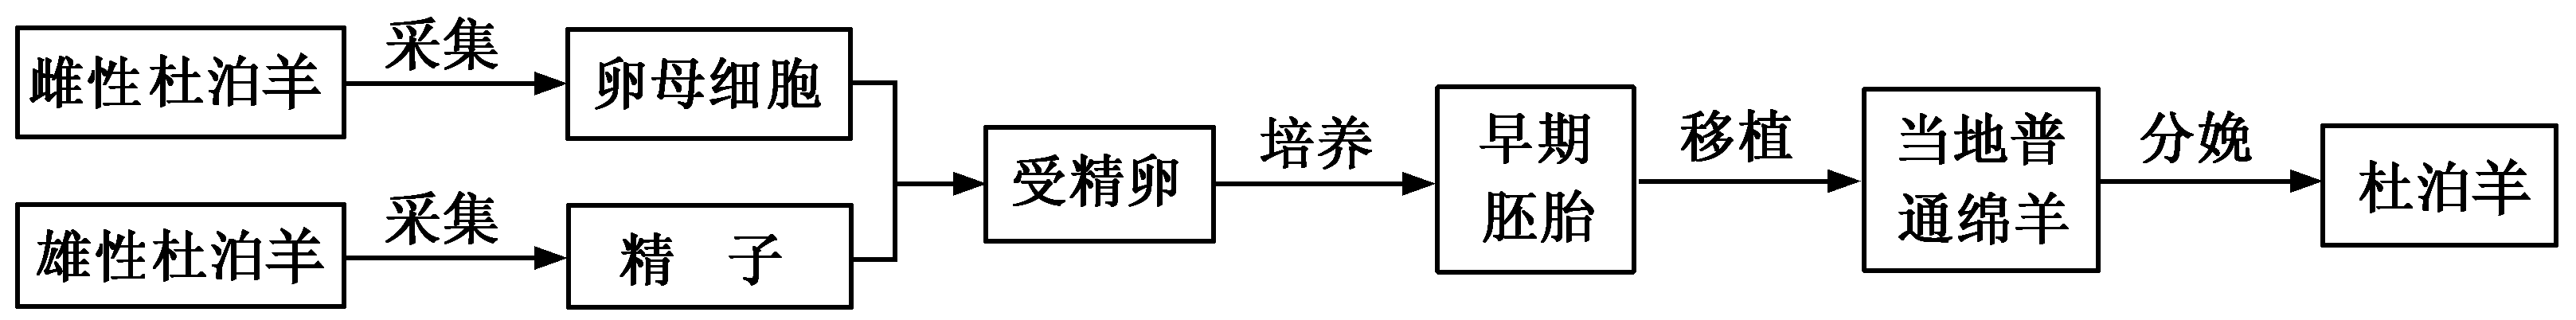 雌性杜泊羊
采集
卵母细胞
雄性杜泊羊
采集
精 子
受精卵
培养
早期
胚胎
移植
当地普
通绵羊
分娩
杜泊羊